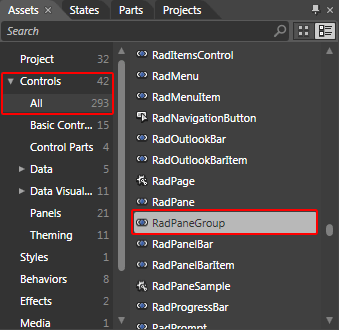 Assets × States Parts Projects
Search
Project 32
Controls 42
All 293
Basic Contr... 15
Control Parts 4
Data 5
Data Visual... 7
Panels 21
Theming 11
Styles 1
Behaviors 8
Effects 2
Media
RadItemsControl
RadMenu
RadMenuItem
RadNavigationButton
RadOutlookBar
RadOutlookBarItem
RadPage
RadPane
RadPaneGroup
RadPanelBar
RadPanelBarItem
RadPaneSample
RadProgressBar
RadPrompt